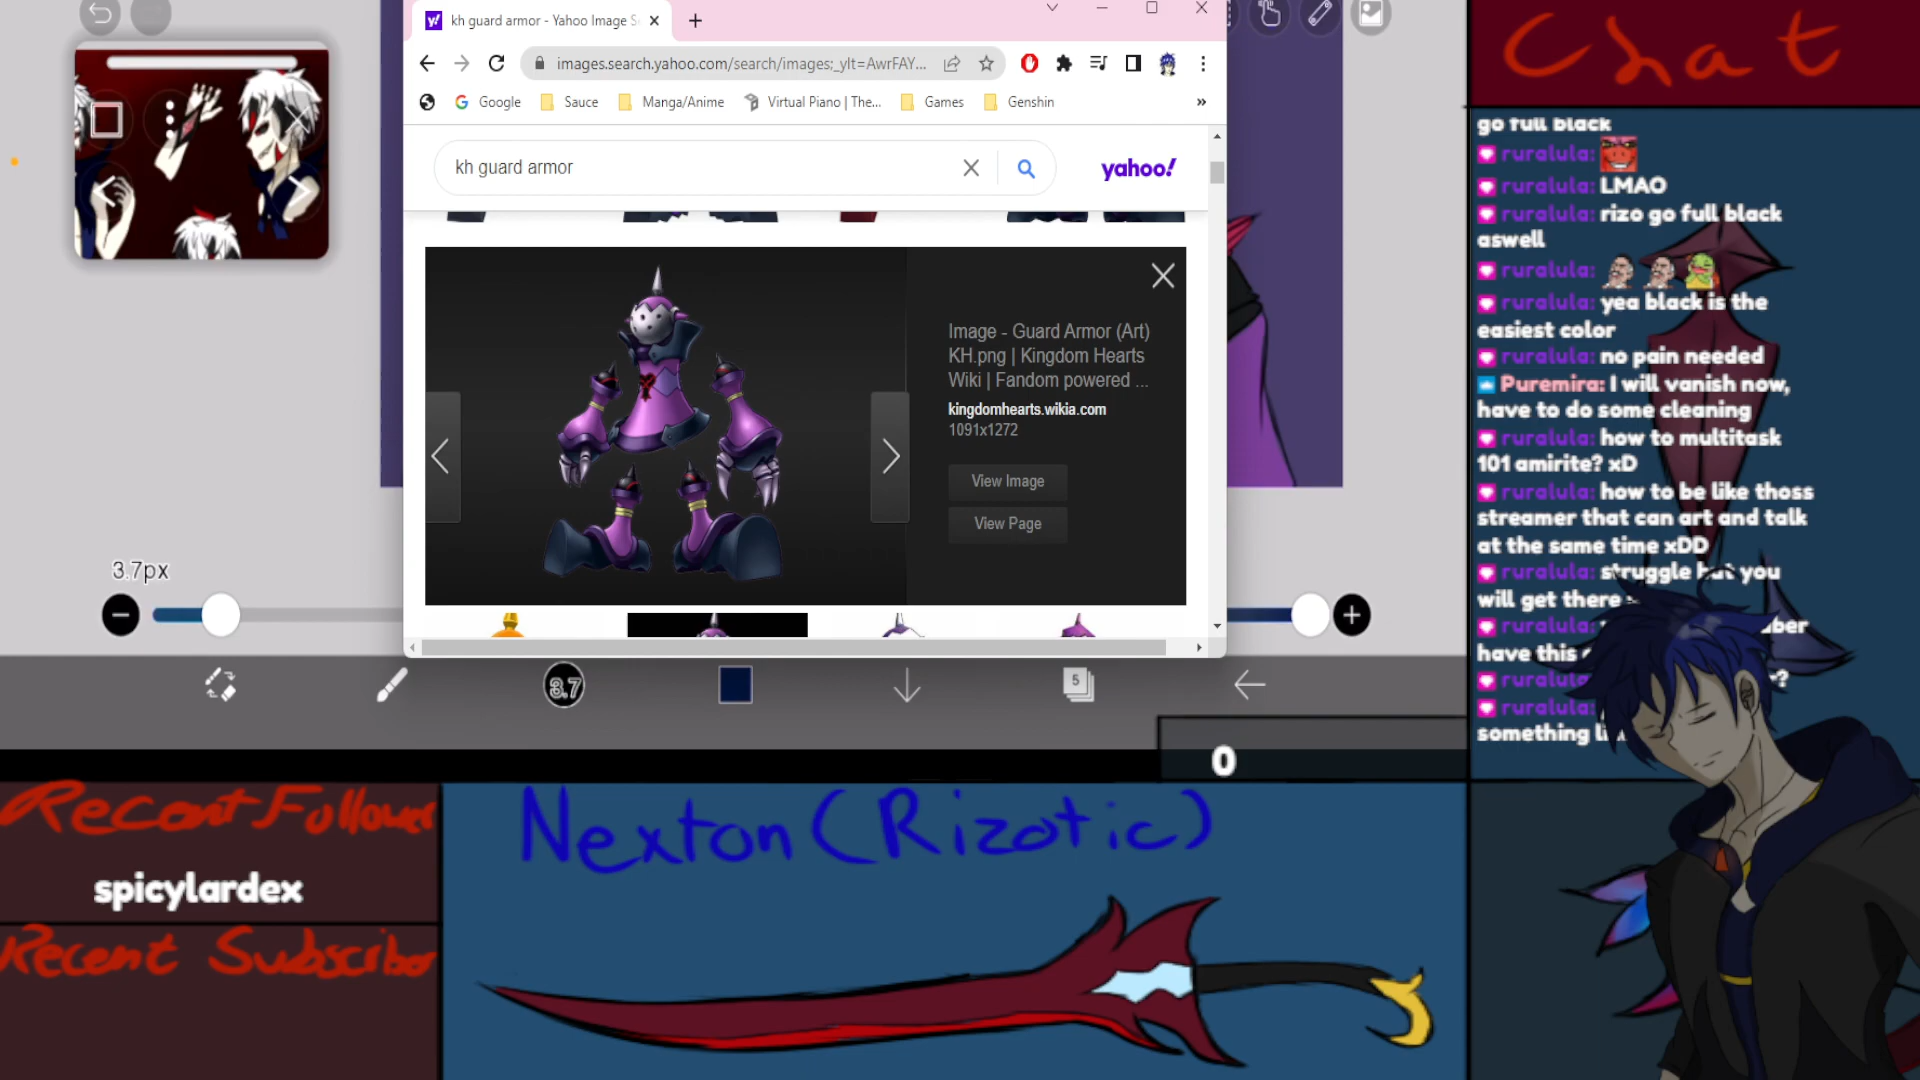 kh guard armor - Yahoo Image S
images.search.yahoo.com/search/images;_ylt=AwrFAY...
Google
Sauce
Manga/Anime
Virtual Piano | The...
Games
Genshin
»
kh guard armor
yahoo!
Image - Guard Armor (Art)
KH.png | Kingdom Hearts
Wiki | Fandom powered ...
kingdomhearts.wikia.com
1091x1272
View Image
View Page
3.7px
3.7
5
0
Chat
go full black
ruralula:
ruralula: LMAO
ruralula: rizo go full black
aswell
ruralula:
ruralula: yea black is the
easiest color
ruralula: no pain needed
Puremira: I will vanish now,
have to do some cleaning
ruralula: how to multitask
101 amirite? xD
ruralula: how to be like thoss
streamer that can art and talk
at the same time xDD
ruralula: struggle but you
will get there
ruralula:
have this
ruralula
ruralula
something
Recent Follower
spicylardex
Recent Subscriber
Nexton (Rizotic)